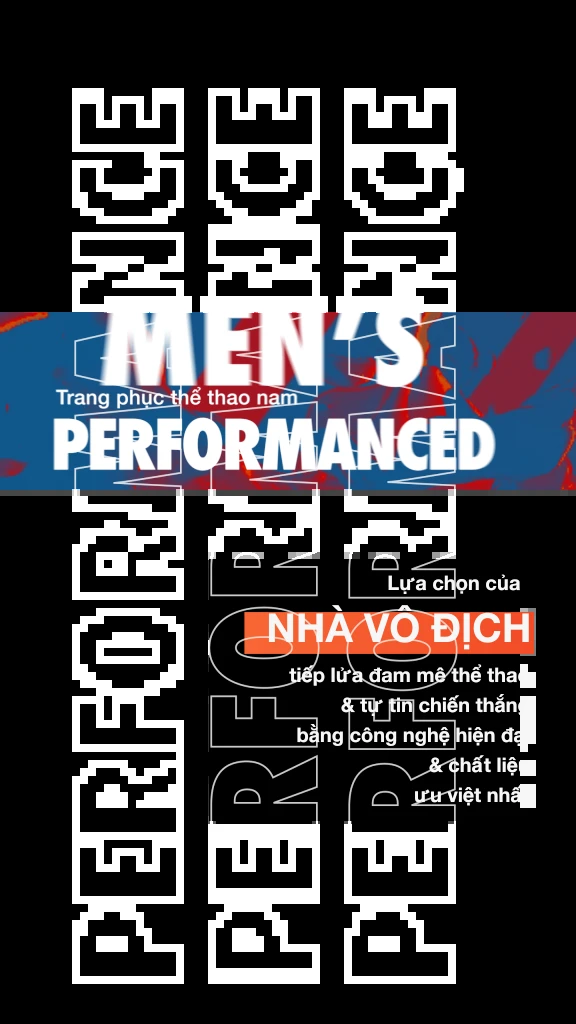 MEN'S
Trang phục thể thao nam
PERFORMANCED
Lựa chọn của
NHÀ VÔ ĐỊCH
tiếp lửa đam mê thể thao
& tự tin chiến thắng
bằng công nghệ hiện đại
& chất liệu
ưu việt nhất
PERFORMANCE
PERFORMANCE
PERFORMANCE